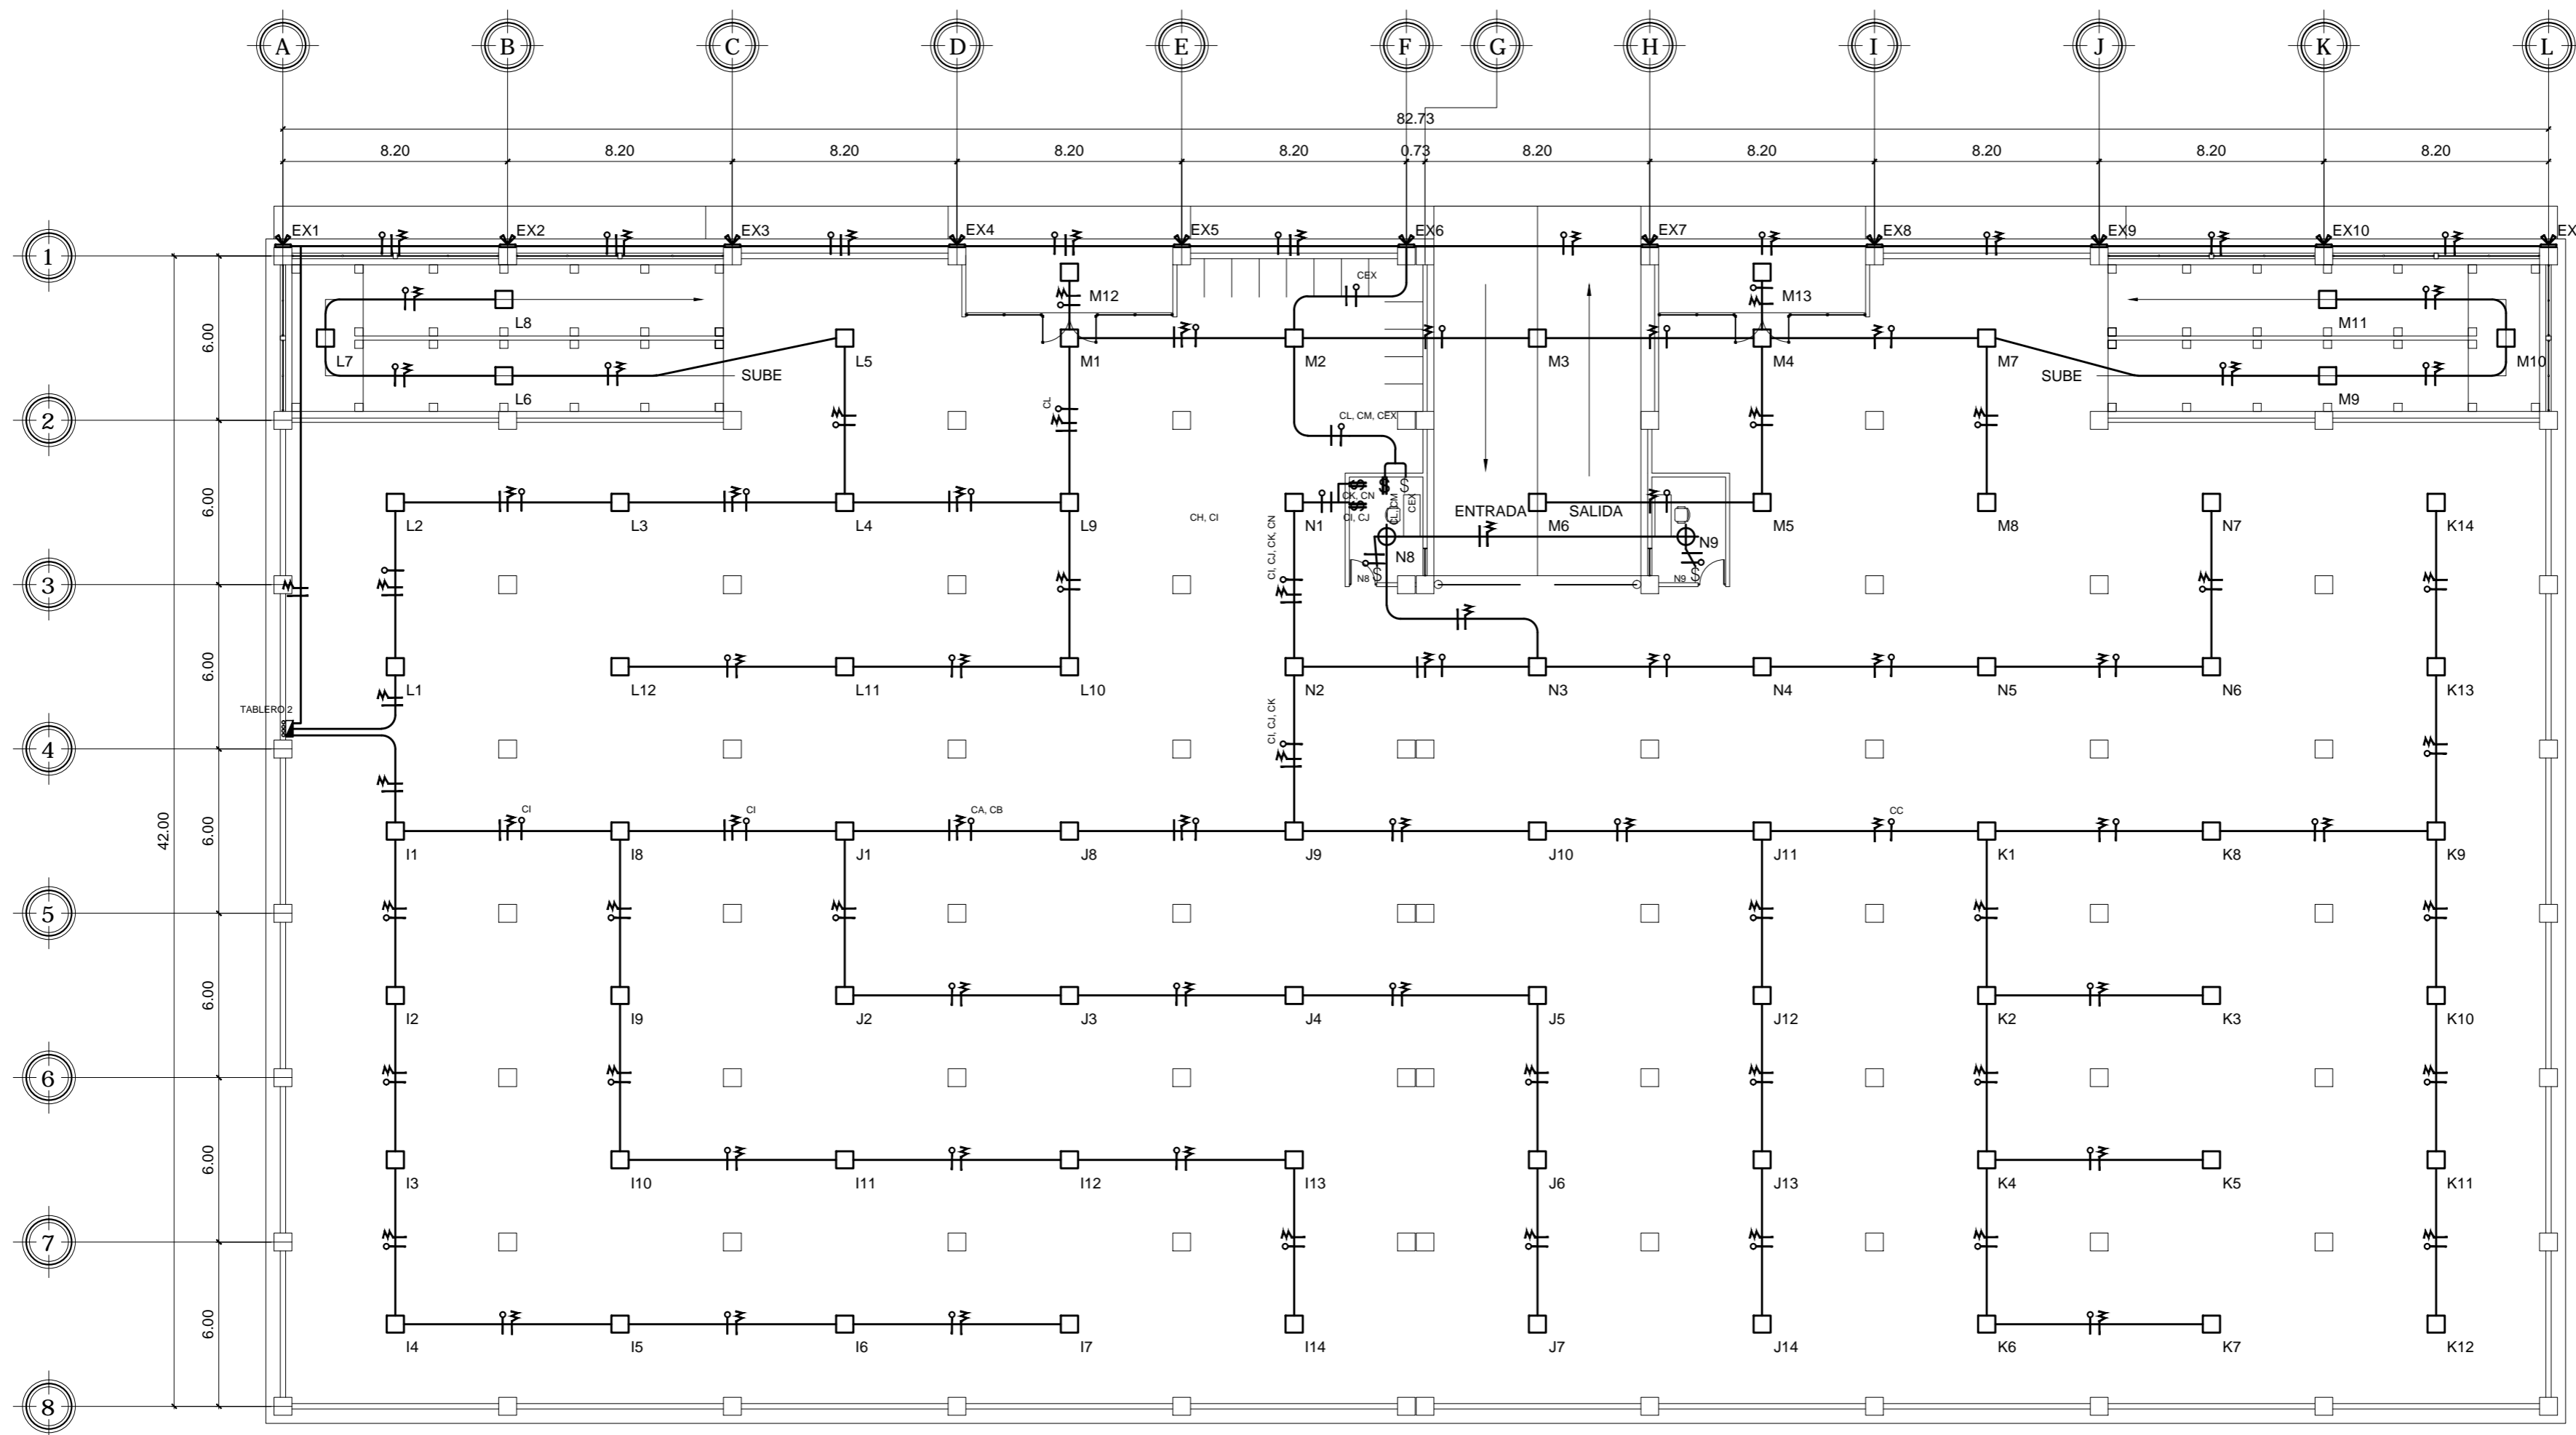 A B C D E F G H I J K L
82.73
8.20 8.20 8.20 8.20 8.20 0.73 8.20 8.20 8.20 8.20 8.20
EX1 EX2 EX3 EX4 EX5 EX6 EX7 EX8 EX9 EX10 EX
1
CEX
M12 M13
L8 M11
6.00
L7 L5 M1 M2 M3 M4 M7 M10
SUBE SUBE
L6 M9
CL
CL, CM, CEX
2
6.00
CK, CN
CI, CJ
CL, CM
CEX
CH, CI
ENTRADA SALIDA
L2 L3 L4 L9 N1 M6 M5 M8 N7 K14
N8 N9
CI, CJ, CK, CN
N8 N9
3
6.00
L1 L12 L11 L10 N2 N3 N4 N5 N6 K13
TABLERO 2
CI, CJ, CK
4
42.00
6.00
CI CI CA, CB CC
I1 I8 J1 J8 J9 J10 J11 K1 K8 K9
5
6.00
I2 I9 J2 J3 J4 J5 J12 K2 K3 K10
6
6.00
I3 I10 I11 I12 I13 J6 J13 K4 K5 K11
7
6.00
I4 I5 I6 I7 I14 J7 J14 K6 K7 K12
8